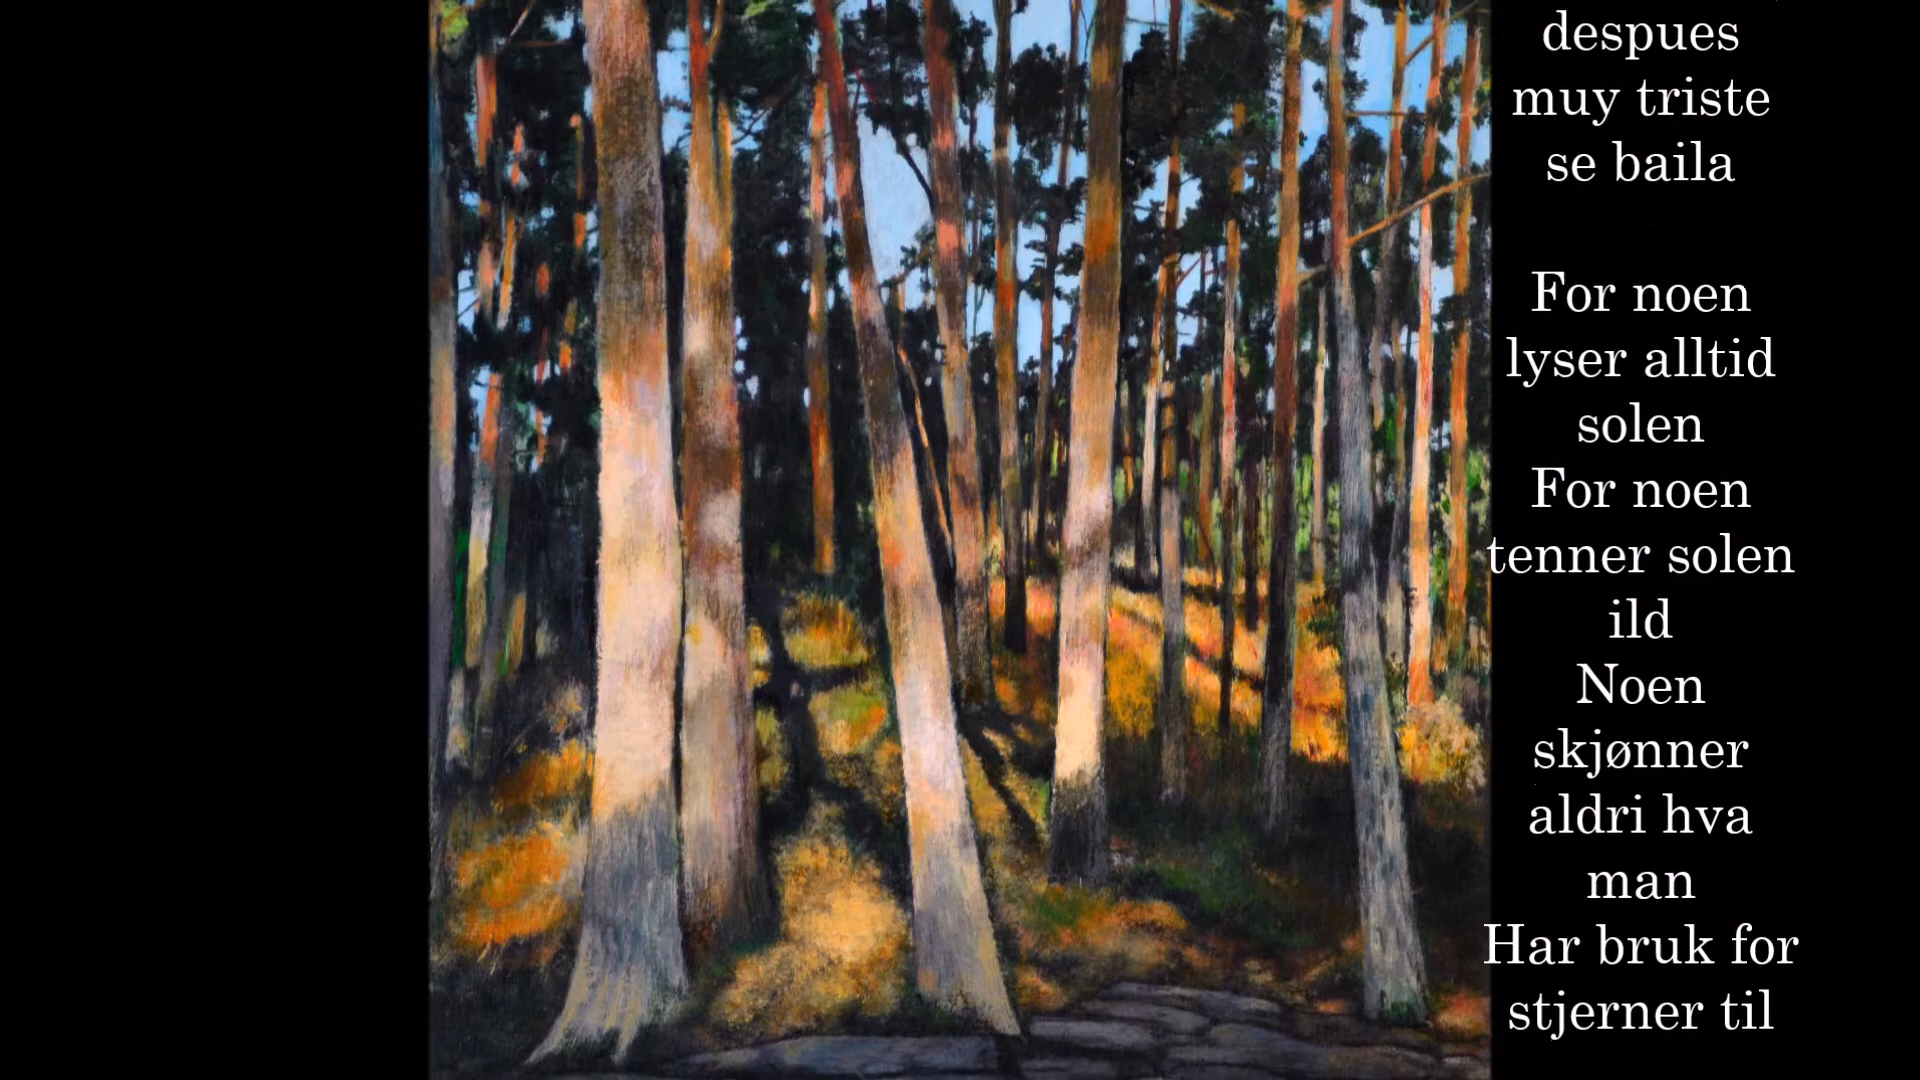 despues
muy triste
se baila
For noen
lyser alltid
solen
For noen
tenner solen
ild
Noen
skjønner
aldri hva
man
Har bruk for
stjerner til